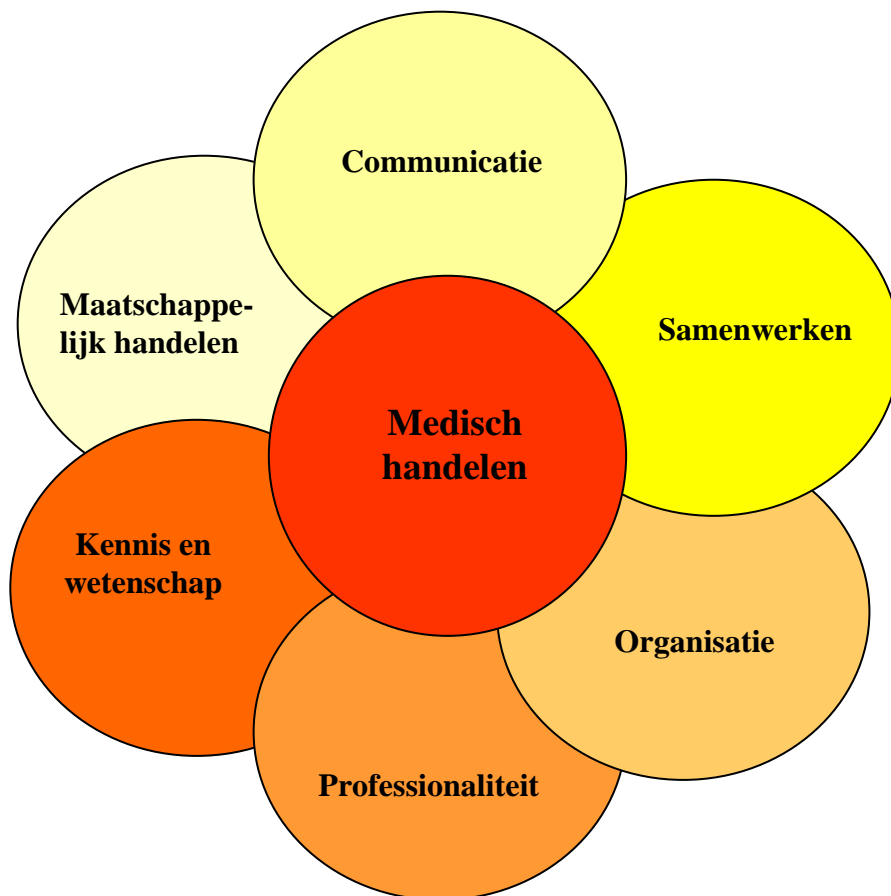 Communicatie
Maatschappe-
lijk handelen
Samenwerken
Medisch
handelen
Kennis en
wetenschap
Organisatie
Professionaliteit